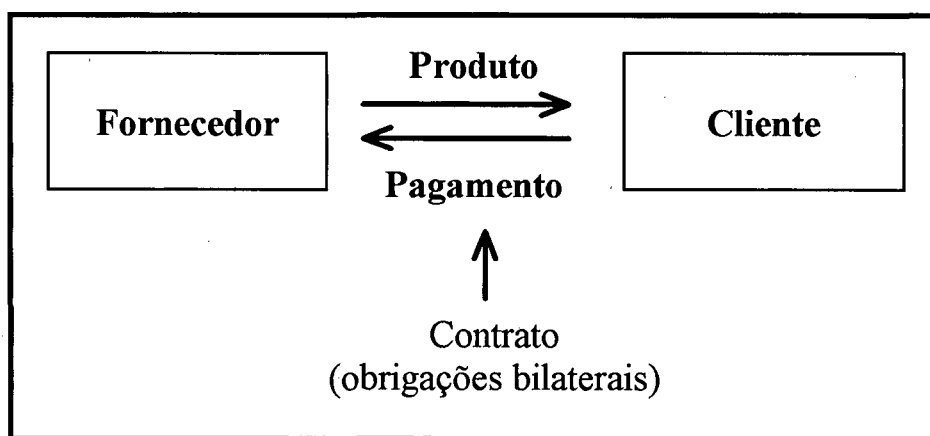 Produto
Fornecedor
Cliente
Pagamento
Contrato
(obrigações bilaterais)